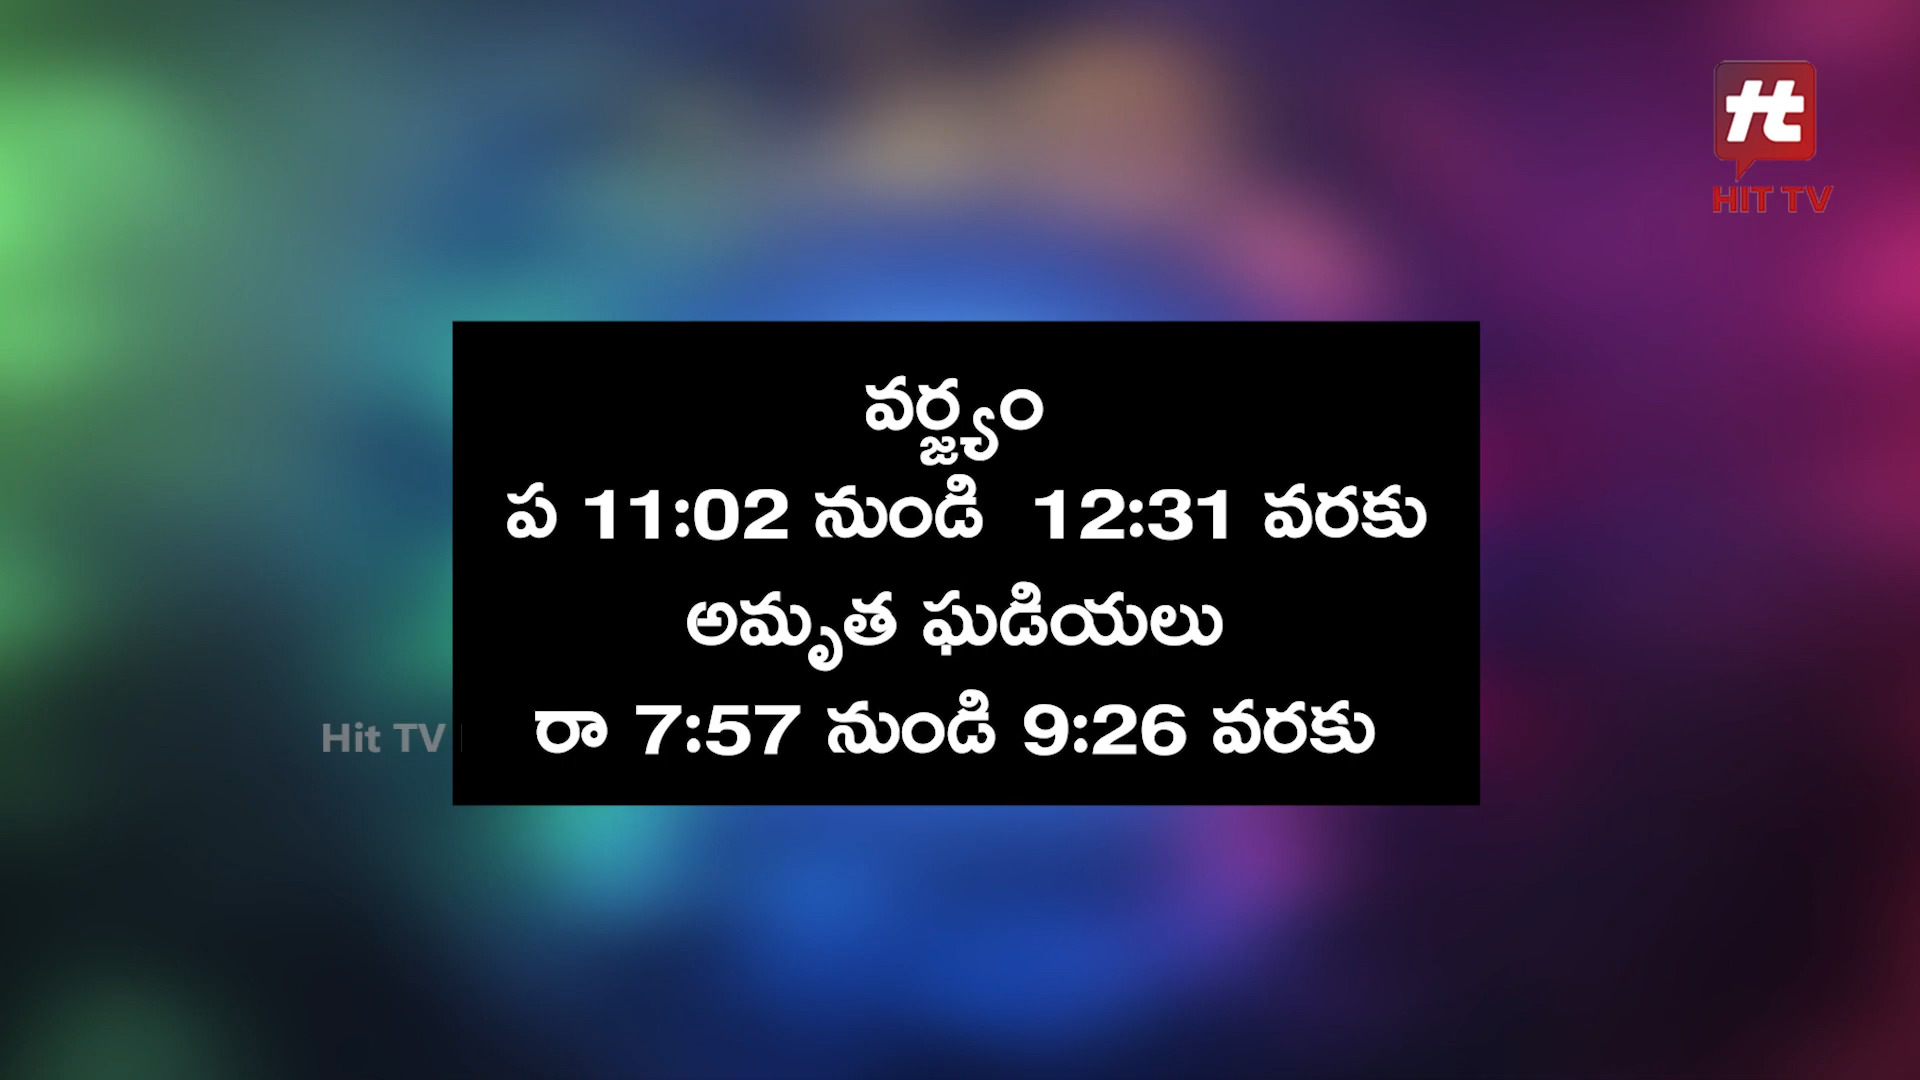 HIT TV
వర్జ్యం
ప 11:02 నుండి 12:31 వరకు
అమృత ఘడియలు
రా 7:57 నుండి 9:26 వరకు
Hit TV